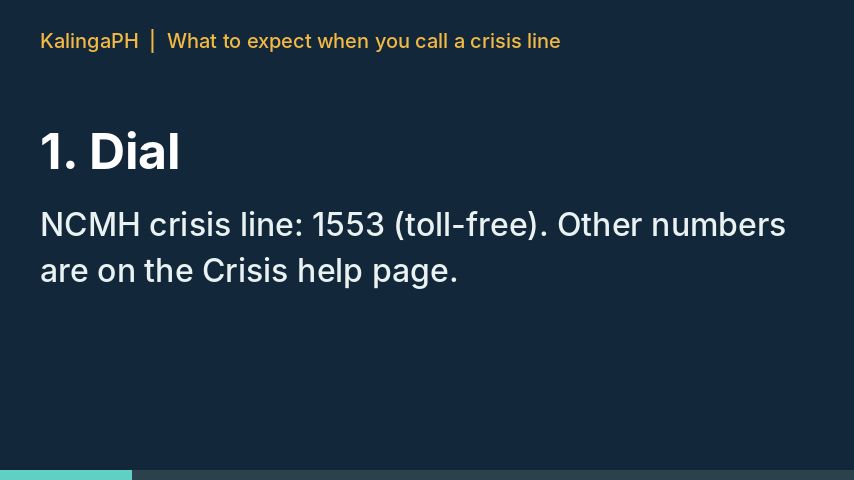 KalingaPH | What to expect when you call a crisis line
1. Dial
NCMH crisis line: 1553 (toll-free). Other numbers
are on the Crisis help page.